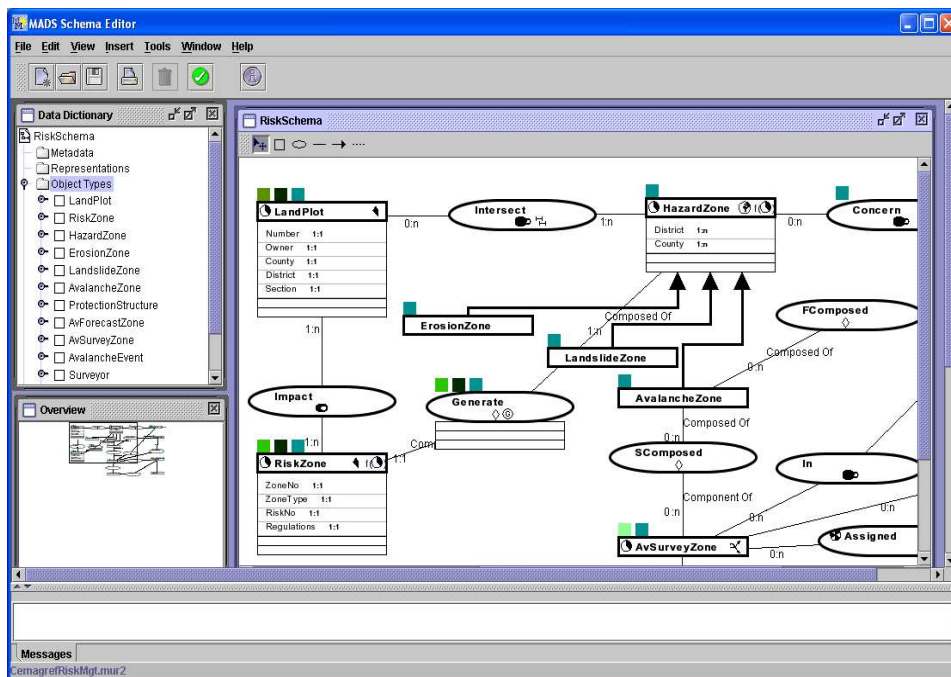 MADS Schema Editor
File Edit View Insert Tools Window Help
Data Dictionary
RiskSchema
Metadata
Representations
Object Types
LandPlot
RiskZone
HazardZone
ErosionZone
LandslideZone
AvalancheZone
ProtectionStructure
AvForecastZone
AvSurveyZone
AvalancheEvent
Surveyor
Overview
RiskSchema
LandPlot
Number 1:1
Owner 1:1
County 1:1
District 1:1
Section 1:1
0:n
Intersect
1:n
HazardZone
District 1:n
County 1:n
0:n
Concern
ErosionZone
Composed Of
1:n
LandslideZone
FComposed
Composed Of
0:n
AvalancheZone
1:n
Impact
1:n
Generate
Com
1:1
RiskZone
ZoneNo 1:1
ZoneType 1:1
RiskNo 1:1
Regulations 1:1
Composed Of
0:n
SComposed
Component Of
0:n
In
0:n
0:n
AvSurveyZone
0:n
Assigned
Messages
CemagrefRiskMgt.mur2